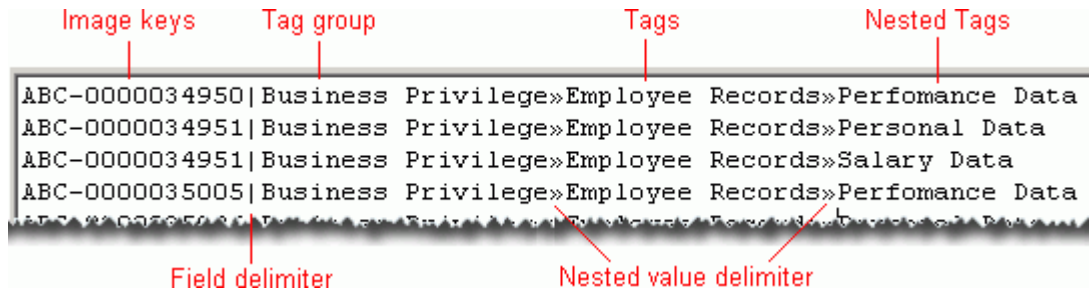 Image keys Tag group Tags Nested Tags
ABC-0000034950|Business Privilege»Employee Records»Perfomance Data
ABC-0000034951|Business Privilege»Employee Records»Personal Data
ABC-0000034951|Business Privilege»Employee Records»Salary Data
ABC-0000035005|Business Privilege»Employee Records»Perfomance Data
Field delimiter Nested value delimiter